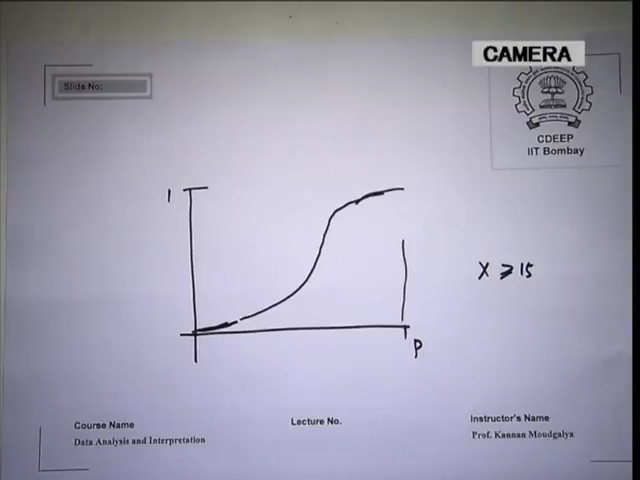 CAMERA
Slide No:
CDEEP
IIT Bombay
1
X ⩾ 15
P
Course Name
Lecture No.
Instructor's Name
Data Analysis and Interpretation
Prof. Kannan Moudgalya